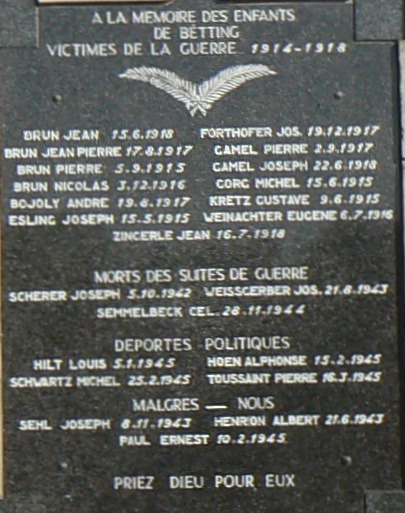 A LA MEMOIRE DES ENFANTS
DE BETTING
VICTIMES DE LA GUERRE 1914-1918
BRUN JEAN 15.6.1918 FORTHOFER JOS. 19.12.1917
BRUN JEAN PIERRE 17.8.1917 GAMEL PIERRE 2.9.1917
BRUN PIERRE 5.9.1915 GAMEL JOSEPH 22.6.1918
BRUN NICOLAS 3.12.1916 GORG MICHEL 15.6.1915
BOJOLY ANDRE 19.6.1917 KRETZ GUSTAVE 9.6.1915
ESLING JOSEPH 15.5.1915 WEINACHTER EUGENE 6.7.1916
ZINGERLE JEAN 16.7.1918
MORTS DES SUITES DE GUERRE
SCHERER JOSEPH 5.10.1942 WEISSGERBER JOS. 21.8.1943
SEMMELBECK CEL. 26.11.1944
DEPORTES POLITIQUES
HILT LOUIS 5.1.1945 HOEN ALPHONSE 15.2.1945
SCHWARTZ MICHEL 25.2.1945 TOUSSAINT PIERRE 16.3.1945
MALGRES — NOUS
SEHL JOSEPH 8.11.1943 HENRION ALBERT 21.6.1943
PAUL ERNEST 10.2.1945
PRIEZ DIEU POUR EUX